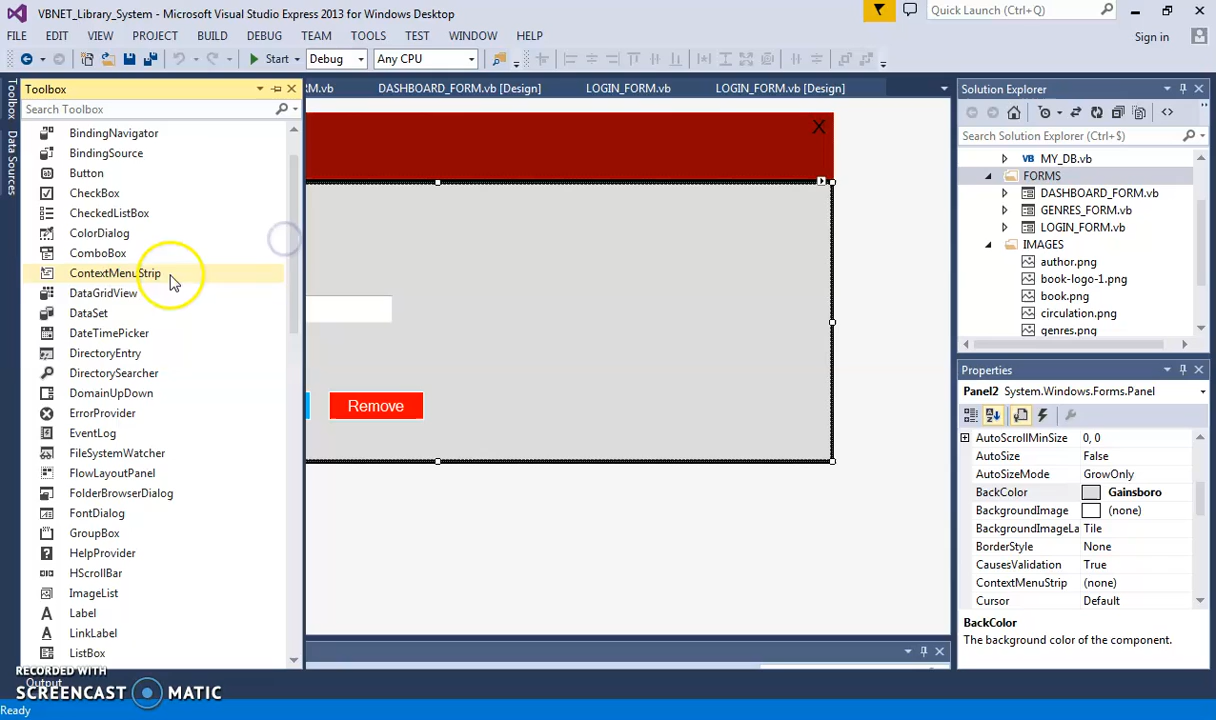 VBNET_Library_System - Microsoft Visual Studio Express 2013 for Windows Desktop
Quick Launch (Ctrl+Q)
FILE EDIT VIEW PROJECT BUILD DEBUG TEAM TOOLS TEST WINDOW HELP
Sign in
Start Debug Any CPU
Toolbox
Data Sources
Toolbox
Search Toolbox
BindingNavigator
BindingSource
Button
CheckBox
CheckedListBox
ColorDialog
ComboBox
ContextMenuStrip
DataGridView
DataSet
DateTimePicker
DirectoryEntry
DirectorySearcher
DomainUpDown
ErrorProvider
EventLog
FileSystemWatcher
FlowLayoutPanel
FolderBrowserDialog
FontDialog
GroupBox
HelpProvider
HScrollBar
ImageList
Label
LinkLabel
ListBox
RM.vb DASHBOARD_FORM.vb [Design] LOGIN_FORM.vb LOGIN_FORM.vb [Design]
X
Remove
Solution Explorer
Search Solution Explorer (Ctrl+$)
MY_DB.vb
FORMS
DASHBOARD_FORM.vb
GENRES_FORM.vb
LOGIN_FORM.vb
IMAGES
author.png
book-logo-1.png
book.png
circulation.png
genres.png
Properties
Panel2 System.Windows.Forms.Panel
AutoScrollMinSize 0, 0
AutoSize False
AutoSizeMode GrowOnly
BackColor Gainsboro
BackgroundImage (none)
BackgroundImageLa Tile
BorderStyle None
CausesValidation True
ContextMenuStrip (none)
Cursor Default
BackColor
The background color of the component.
RECORDED WITH
Output
SCREENCAST MATIC
Ready